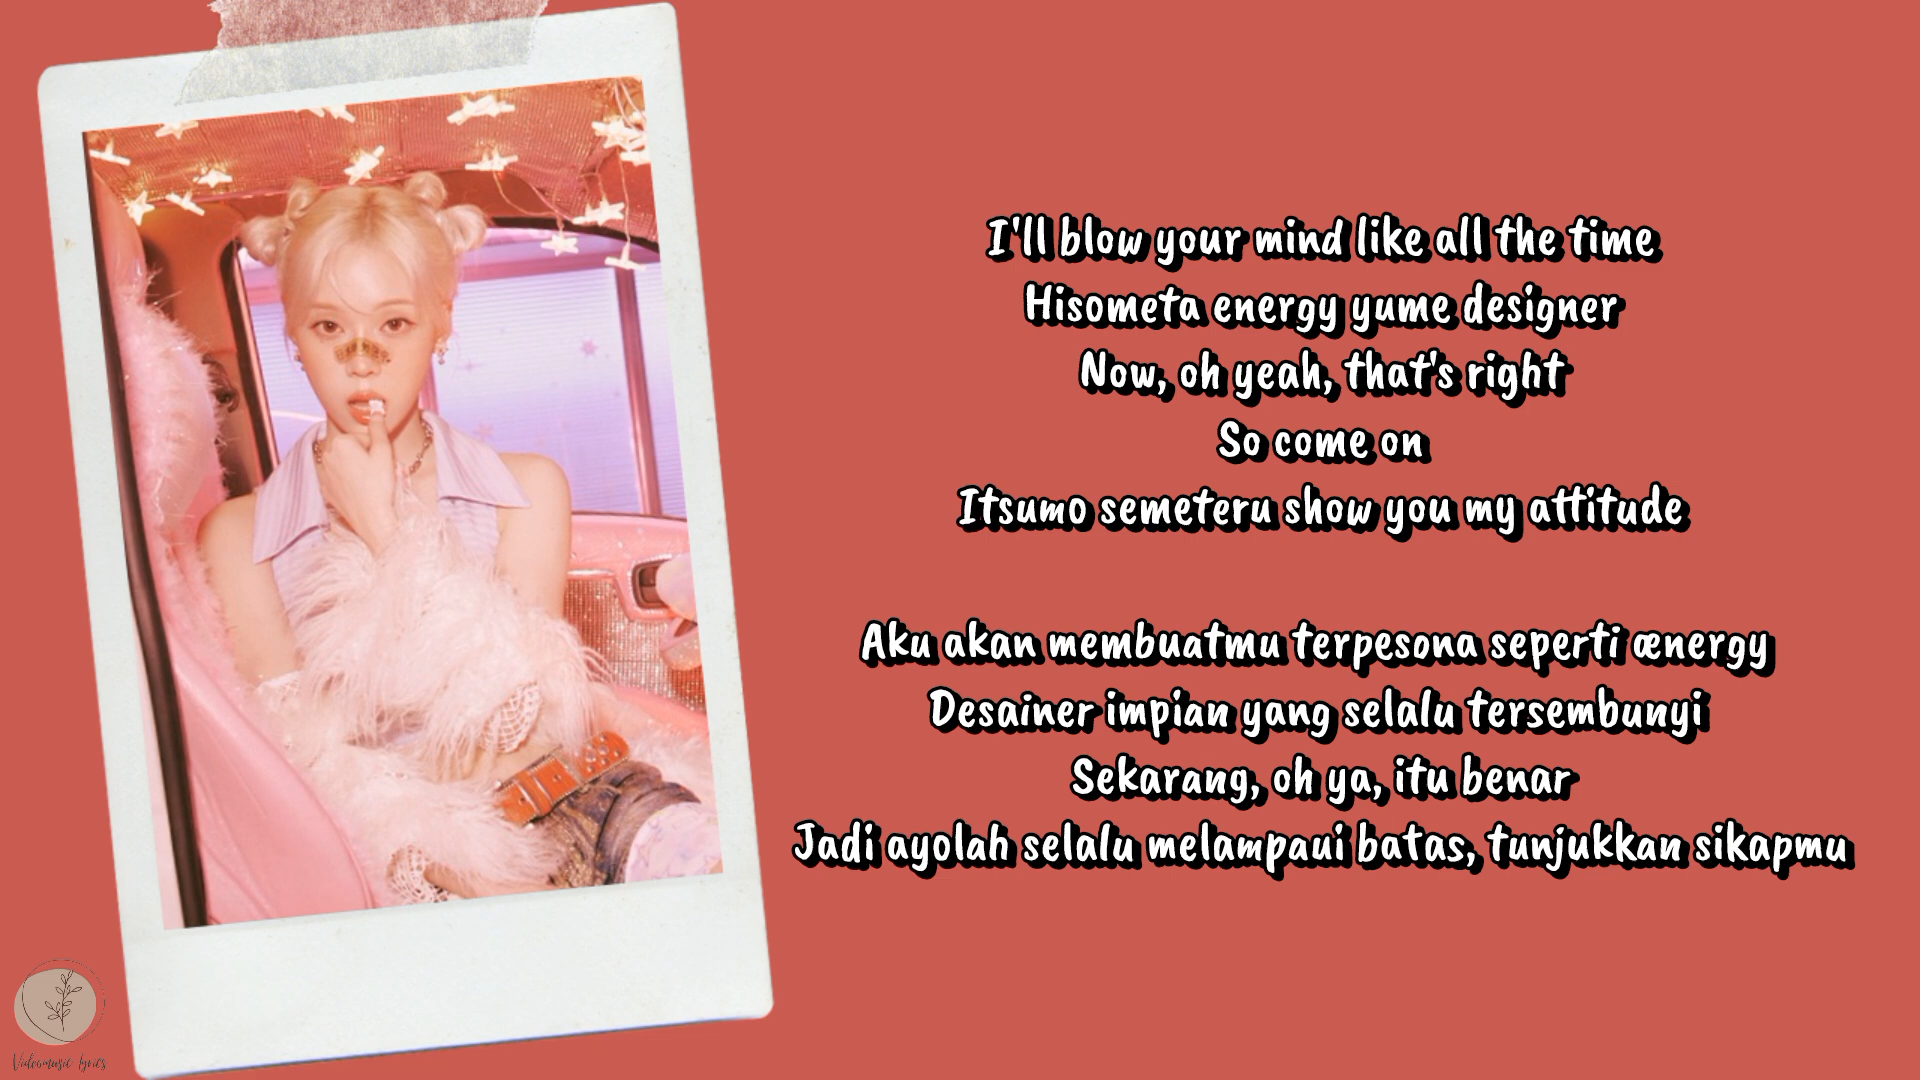 I'll blow your mind like all the time
Hisometa energy yume designer
Now, oh yeah, that's right
So come on
Itsumo semeteru show you my attitude
Aku akan membuatmu terpesona seperti ænergy
Desainer impian yang selalu tersembunyi
Sekarang, oh ya, itu benar
Jadi ayolah selalu melampaui batas, tunjukkan sikapmu
Videomusic lyrics